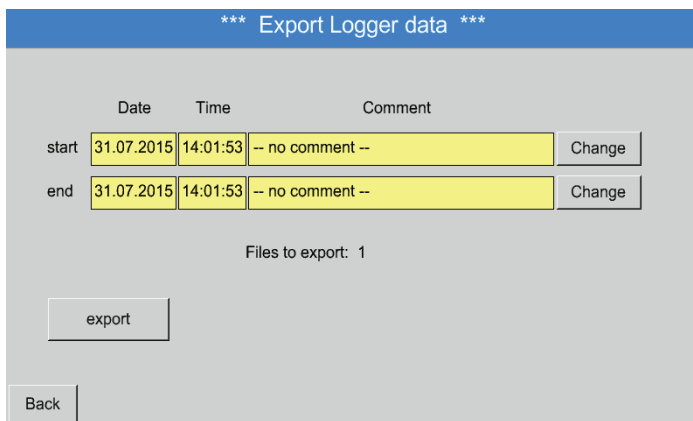 *** Export Logger data ***
Date Time Comment
start 31.07.2015 14:01:53 -- no comment -- Change
end 31.07.2015 14:01:53 -- no comment -- Change
Files to export: 1
export
Back